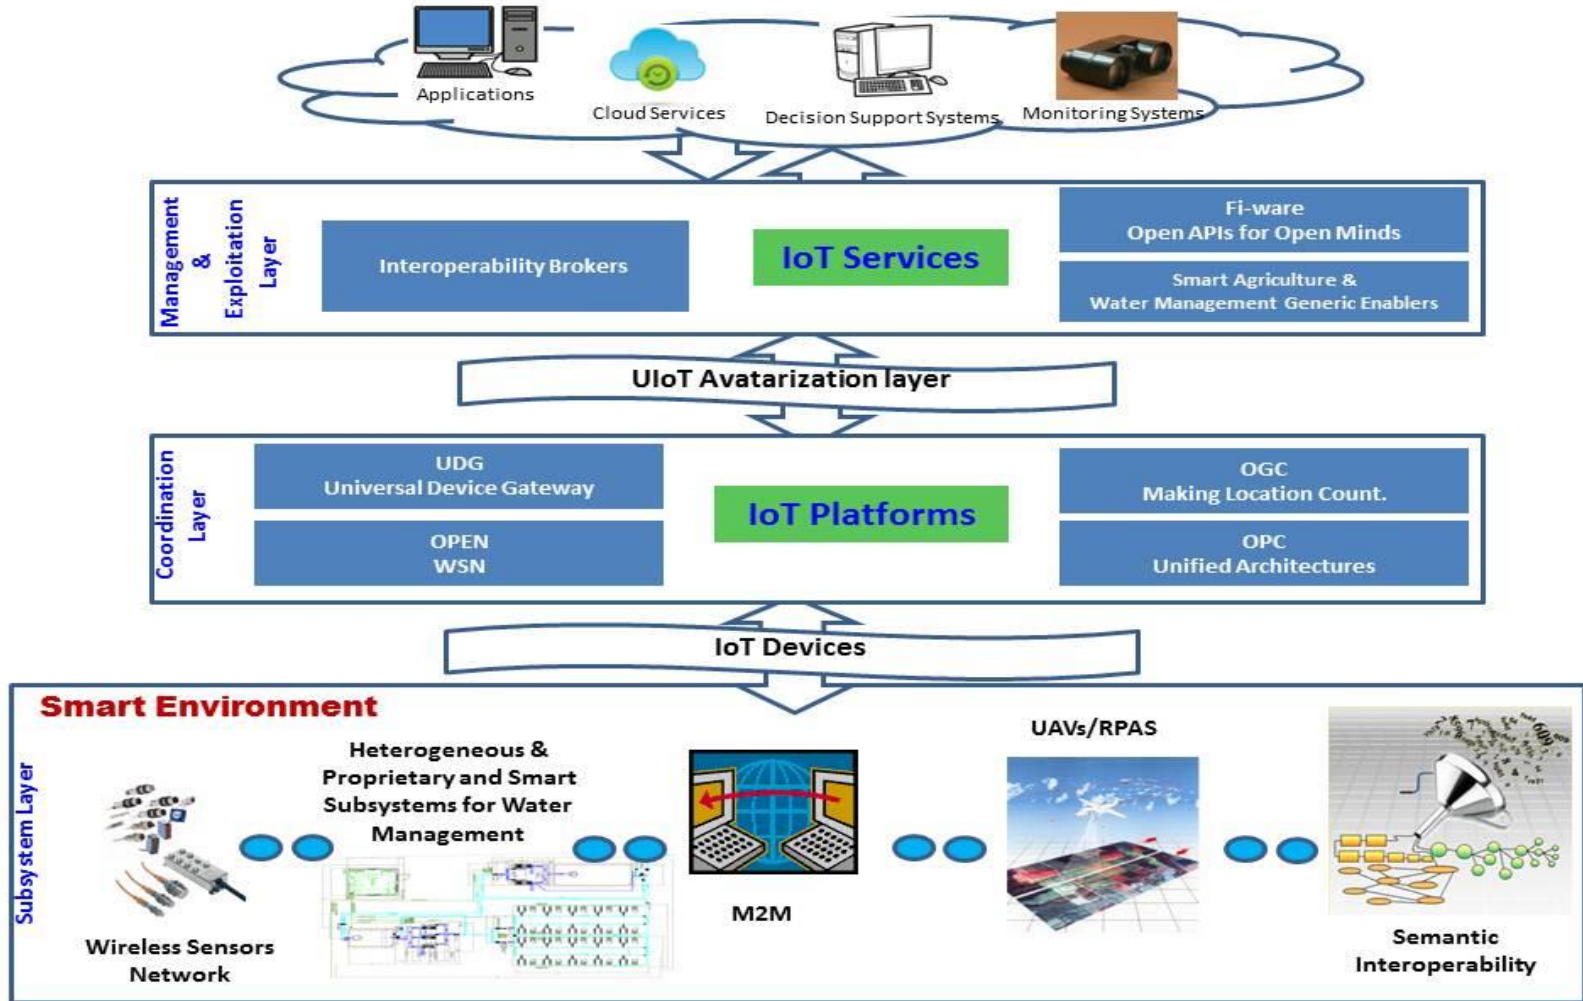 Applications
Cloud Services
Decision Support Systems
Monitoring Systems
Management
&
Exploitation
Layer
Interoperability Brokers
IoT Services
Fi-ware
Open APIs for Open Minds
Smart Agriculture &
Water Management Generic Enablers
UIoT Avatarization layer
Coordination
Layer
UDG
Universal Device Gateway
OPEN
WSN
IoT Platforms
OGC
Making Location Count.
OPC
Unified Architectures
IoT Devices
Smart Environment
Subsystem Layer
Wireless Sensors
Network
Heterogeneous &
Proprietary and Smart
Subsystems for Water
Management
M2M
UAVs/RPAS
Semantic
Interoperability